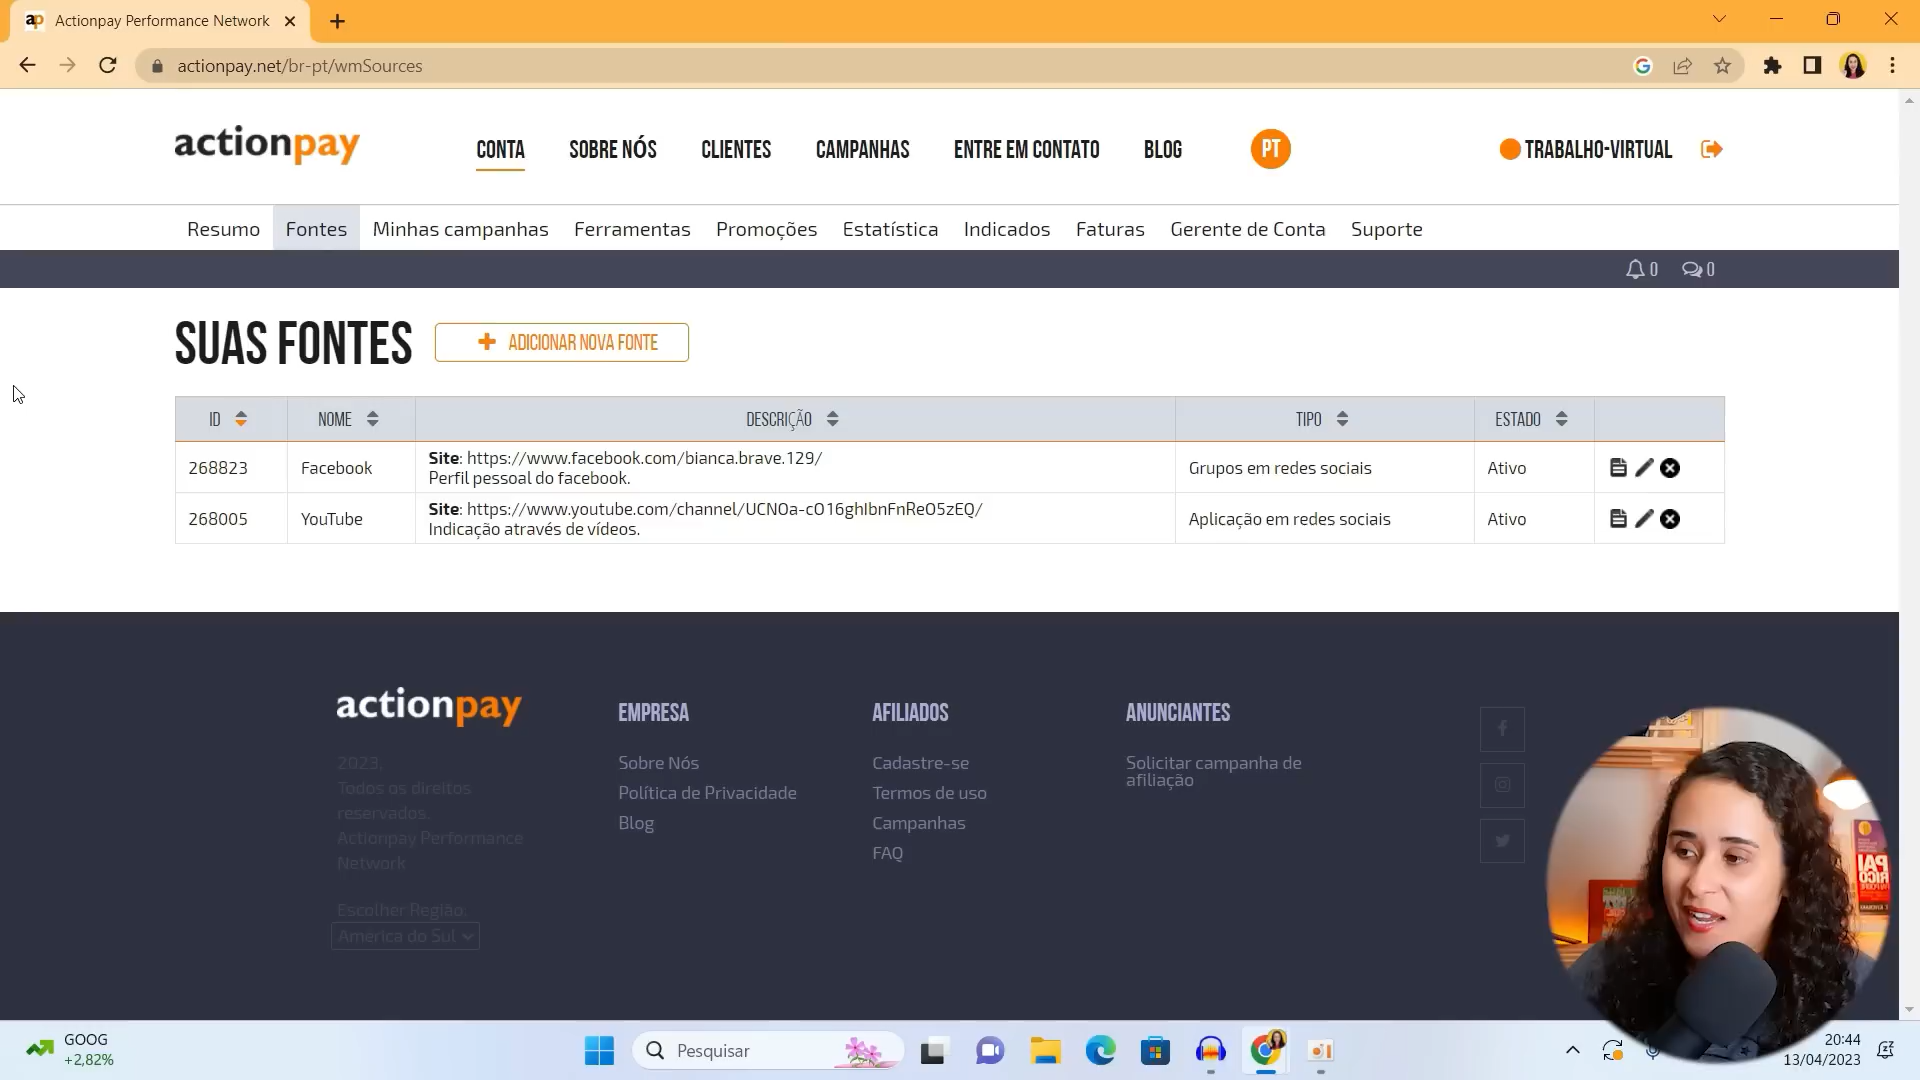 ap Actionpay Performance Network
actionpay.net/br-pt/wmSources
actionpay
CONTA SOBRE NÓS CLIENTES CAMPANHAS ENTRE EM CONTATO BLOG PT TRABALHO-VIRTUAL
Resumo Fontes Minhas campanhas Ferramentas Promoções Estatística Indicados Faturas Gerente de Conta Suporte
0 0
SUAS FONTES ADICIONAR NOVA FONTE
ID NOME DESCRIÇÃO TIPO ESTADO
268823 Facebook Site: https://www.facebook.com/bianca.brave.129/ Grupos em redes sociais Ativo
Perfil pessoal do facebook.
268005 YouTube Site: https://www.youtube.com/channel/UCNOa-cO16ghIbnFnReO5zEQ/ Aplicação em redes sociais Ativo
Indicação através de vídeos.
actionpay
2023,
Todos os direitos
reservados.
Actionpay Performance
Network
Escolher Região:
América do Sul
EMPRESA
Sobre Nós
Política de Privacidade
Blog
AFILIADOS
Cadastre-se
Termos de uso
Campanhas
FAQ
ANUNCIANTES
Solicitar campanha de
afiliação
PAI
RICO
GOOG
+2,82%
Pesquisar
20:44
13/04/2023